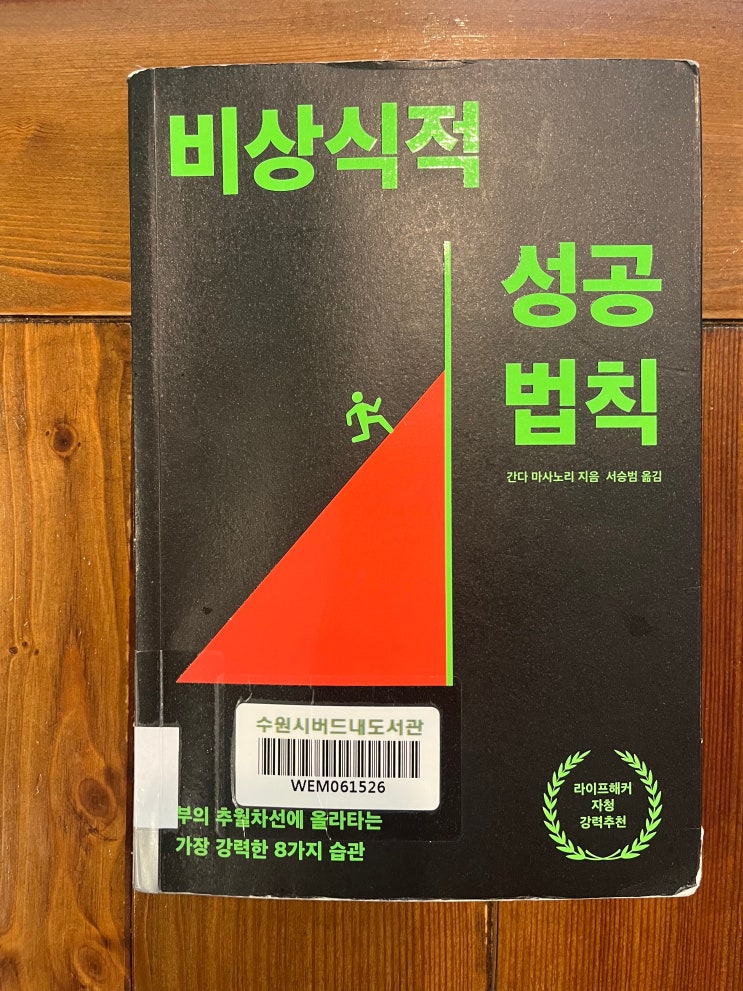 비상식적
성공
법칙
간다 마사노리 지음 서승범 옮김
수원시버드내도서관
WEM061526
부의 추월차선에 올라타는
가장 강력한 8가지 습관
라이프해커
자청
강력추천